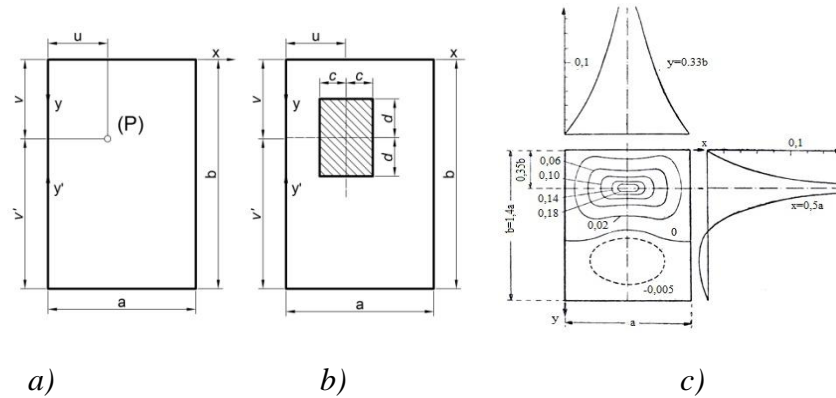 u
x
v
y
(P)
b
y'
v'
a
u
x
c
c
v
y
d
d
b
y'
v'
a
0,1
y=0.33b
x
0,1
0,35b
0,06
0,10
0,14
0,18
x=0,5a
b=1,4a
0,02
0
-0,005
y
a
a)
b)
c)